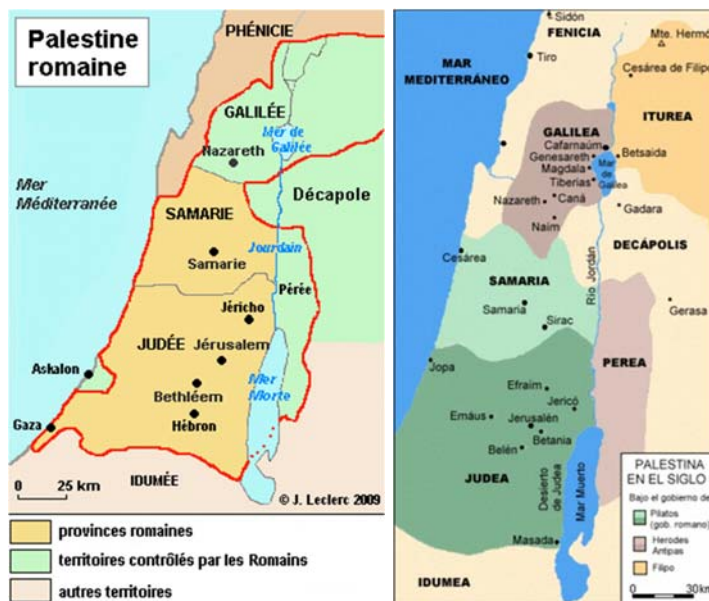 Palestine
romaine
PHÉNICIE
GALILÉE
Mer de
Galilée
Nazareth
Mer
Méditerranée
Décapole
SAMARIE
Jourdain
Samarie
Pérée
Jéricho
JUDÉE
Jérusalem
Askalon
Mer
Morte
Bethléem
Gaza
Hébron
IDUMÉE
0 25 km
© J. Leclerc 2009
provinces romaines
territoires contrôlés par les Romains
autres territoires
Sidón
FENICIA
Mte. Hermó
MAR
MEDITERRÁNEO
Tiro
Cesárea de Filipo
ITUREA
GALILEA
Cafarnaúm
Genesareth
Betsaida
Magdala
Mar
de
Galilea
Tiberías
Nazareth
Caná
Gadara
Naím
DECÁPOLIS
Cesárea
Río Jordán
SAMARIA
Samaria
Gerasa
Sirac
Jopa
PEREA
Efraím
Jericó
Emáus
Jerusalén
Betania
Belén
JUDEA
Desierto
de Judea
Mar Muerto
Masada
IDUMEA
PALESTINA
EN EL SIGLO
Bajo el gobierno de
Pilatos
(gob. romano)
Herodes
Antipas
Filipo
0 30 km